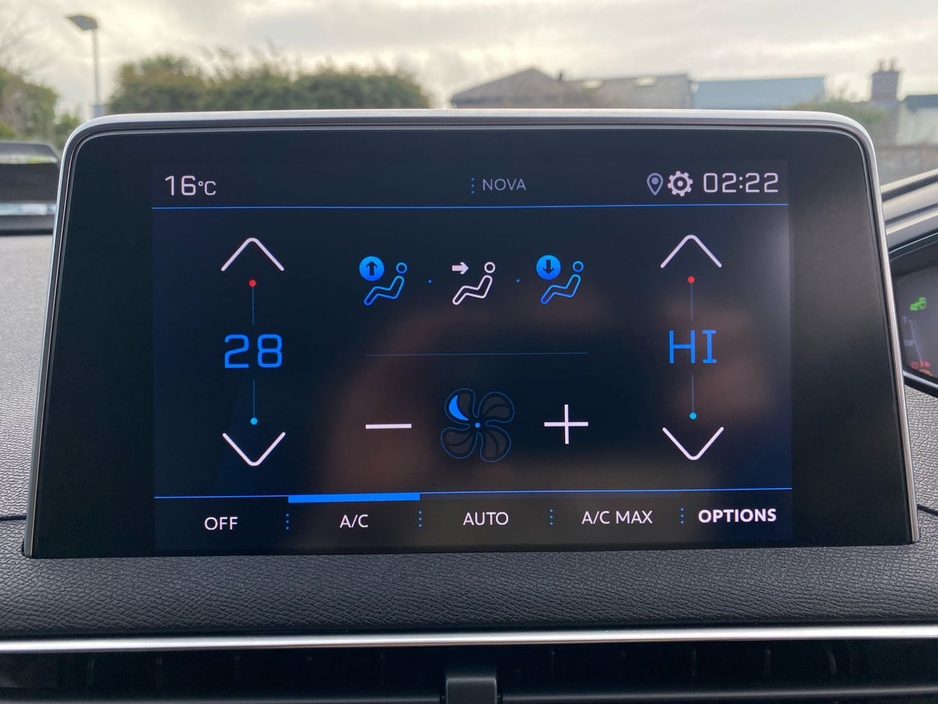 16°C NOVA 02:22
28 HI
OFF A/C AUTO A/C MAX OPTIONS